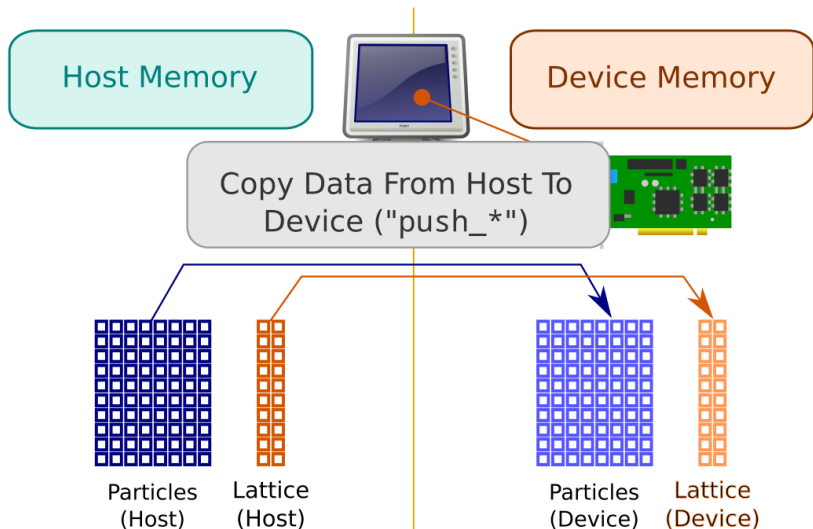 Host Memory
Device Memory
Copy Data From Host To
Device ("push_*")
Particles
(Host)
Lattice
(Host)
Particles
(Device)
Lattice
(Device)